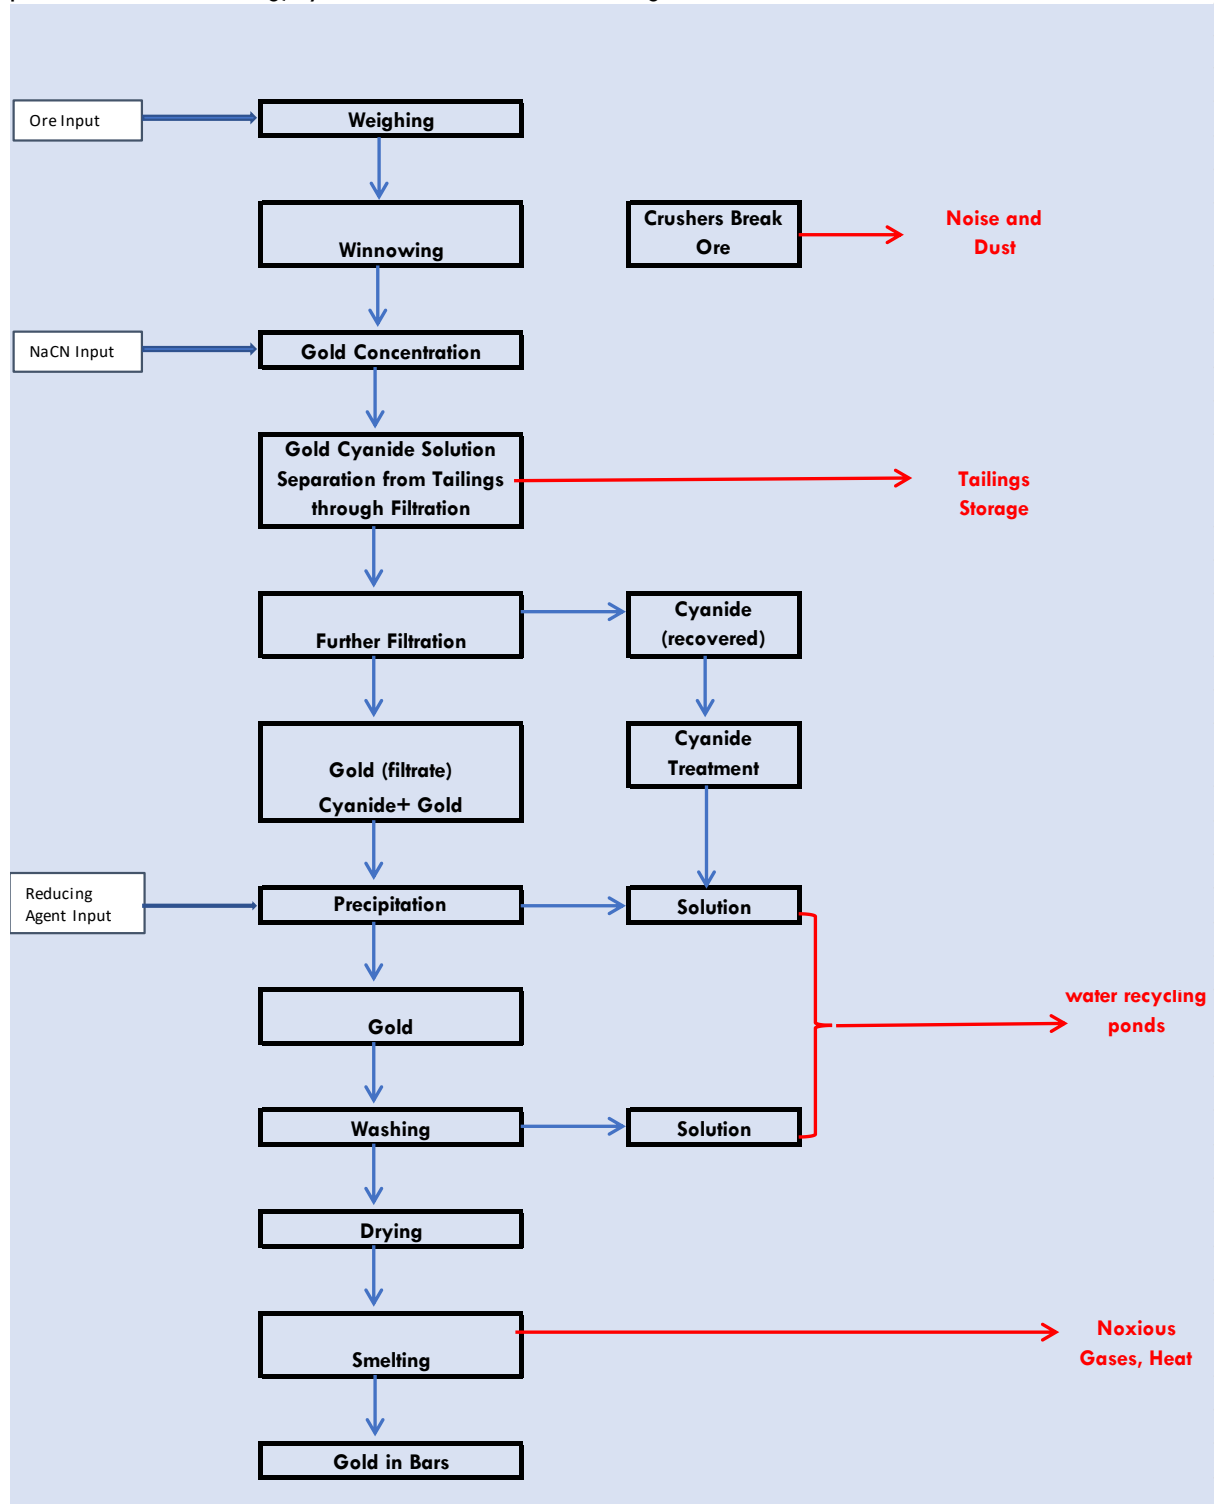 Ore Input
Weighing
Winnowing
Crushers Break
Ore
Noise and
Dust
NaCN Input
Gold Concentration
Gold Cyanide Solution
Separation from Tailings
through Filtration
Tailings
Storage
Further Filtration
Cyanide
(recovered)
Gold (filtrate)
Cyanide+ Gold
Cyanide
Treatment
Reducing
Agent Input
Precipitation
Solution
Gold
water recycling
ponds
Washing
Solution
Drying
Smelting
Noxious
Gases, Heat
Gold in Bars